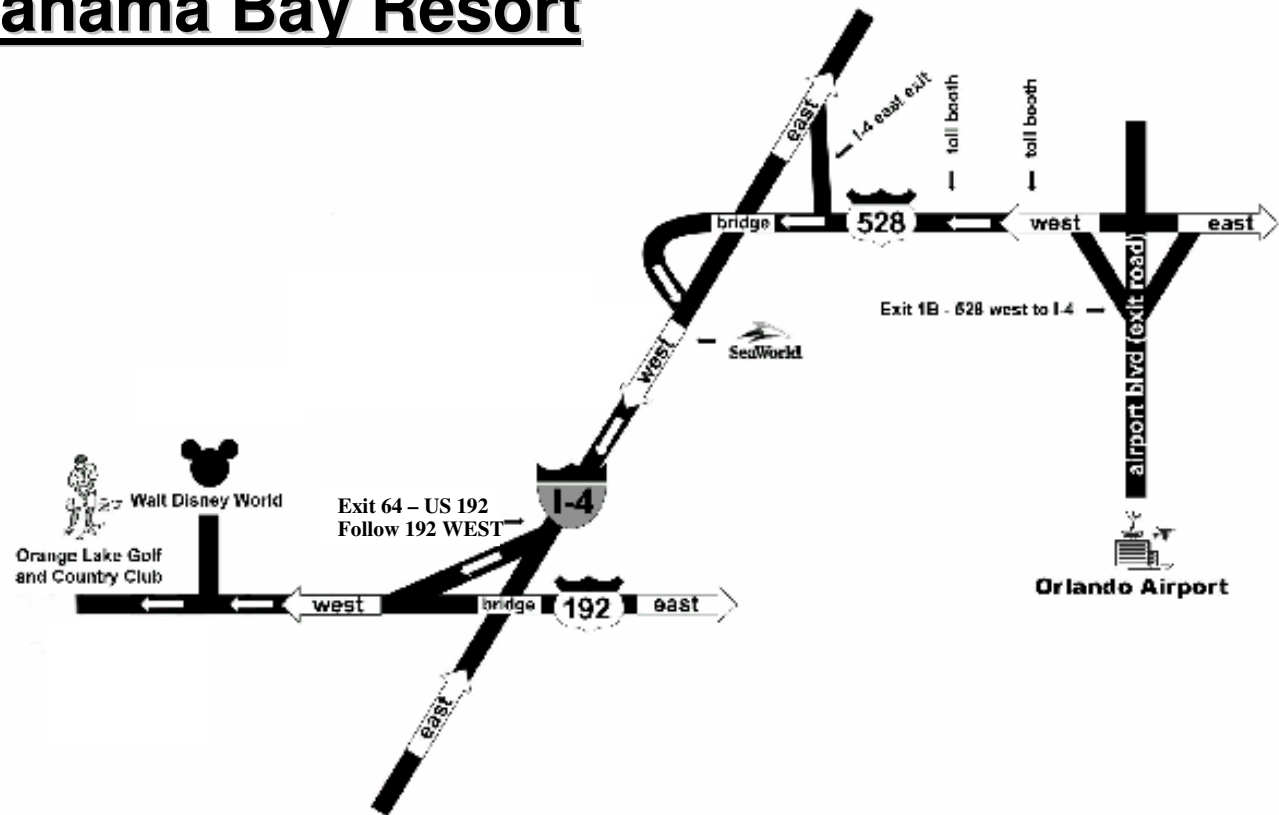 anama Bay Resort
east
I-4 east exit
toll booth
toll booth
bridge
528
west
east
Exit 1B - 528 west to I-4
airport blvd (exit road)
SeaWorld
west
I-4
Walt Disney World
Exit 64 – US 192
Follow 192 WEST
Orange Lake Golf
and Country Club
Orlando Airport
west
bridge
192
east
east